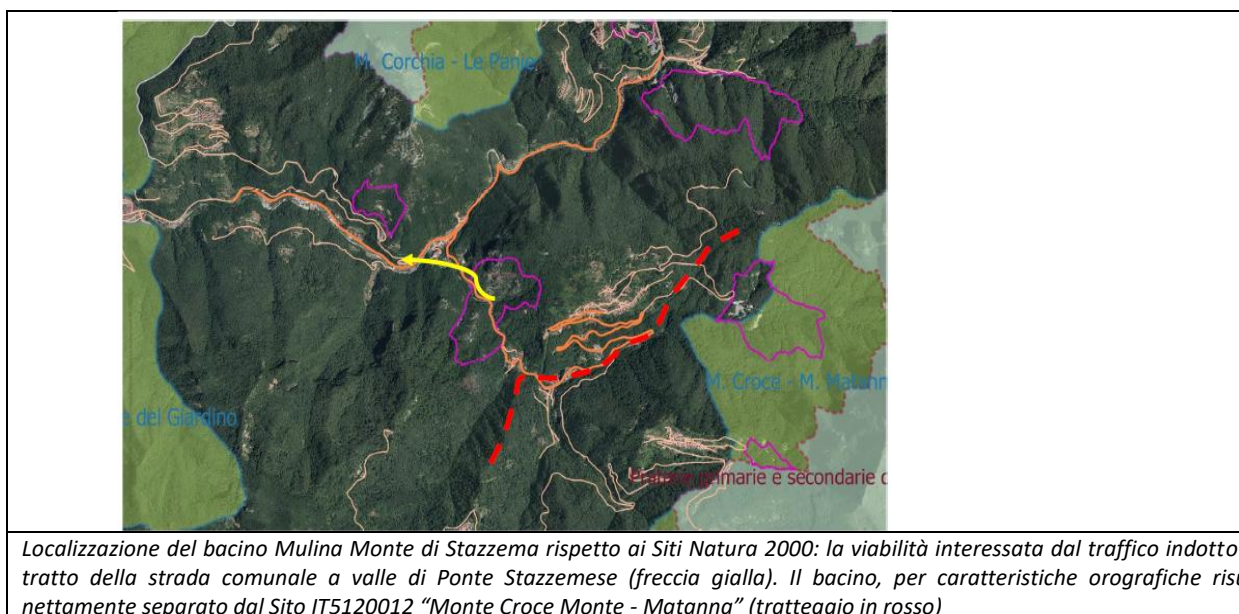 M. Corchia - Le Panie
M. Croce - M. Matann
e del Giardino
Praterie primarie e secondarie d
Localizzazione del bacino Mulina Monte di Stazzema rispetto ai Siti Natura 2000: la viabilità interessata dal traffico indotto
tratto della strada comunale a valle di Ponte Stazzemese (freccia gialla). Il bacino, per caratteristiche orografiche risu
nettamente separato dal Sito IT5120012 “Monte Croce Monte - Matanna” (tratteggio in rosso)